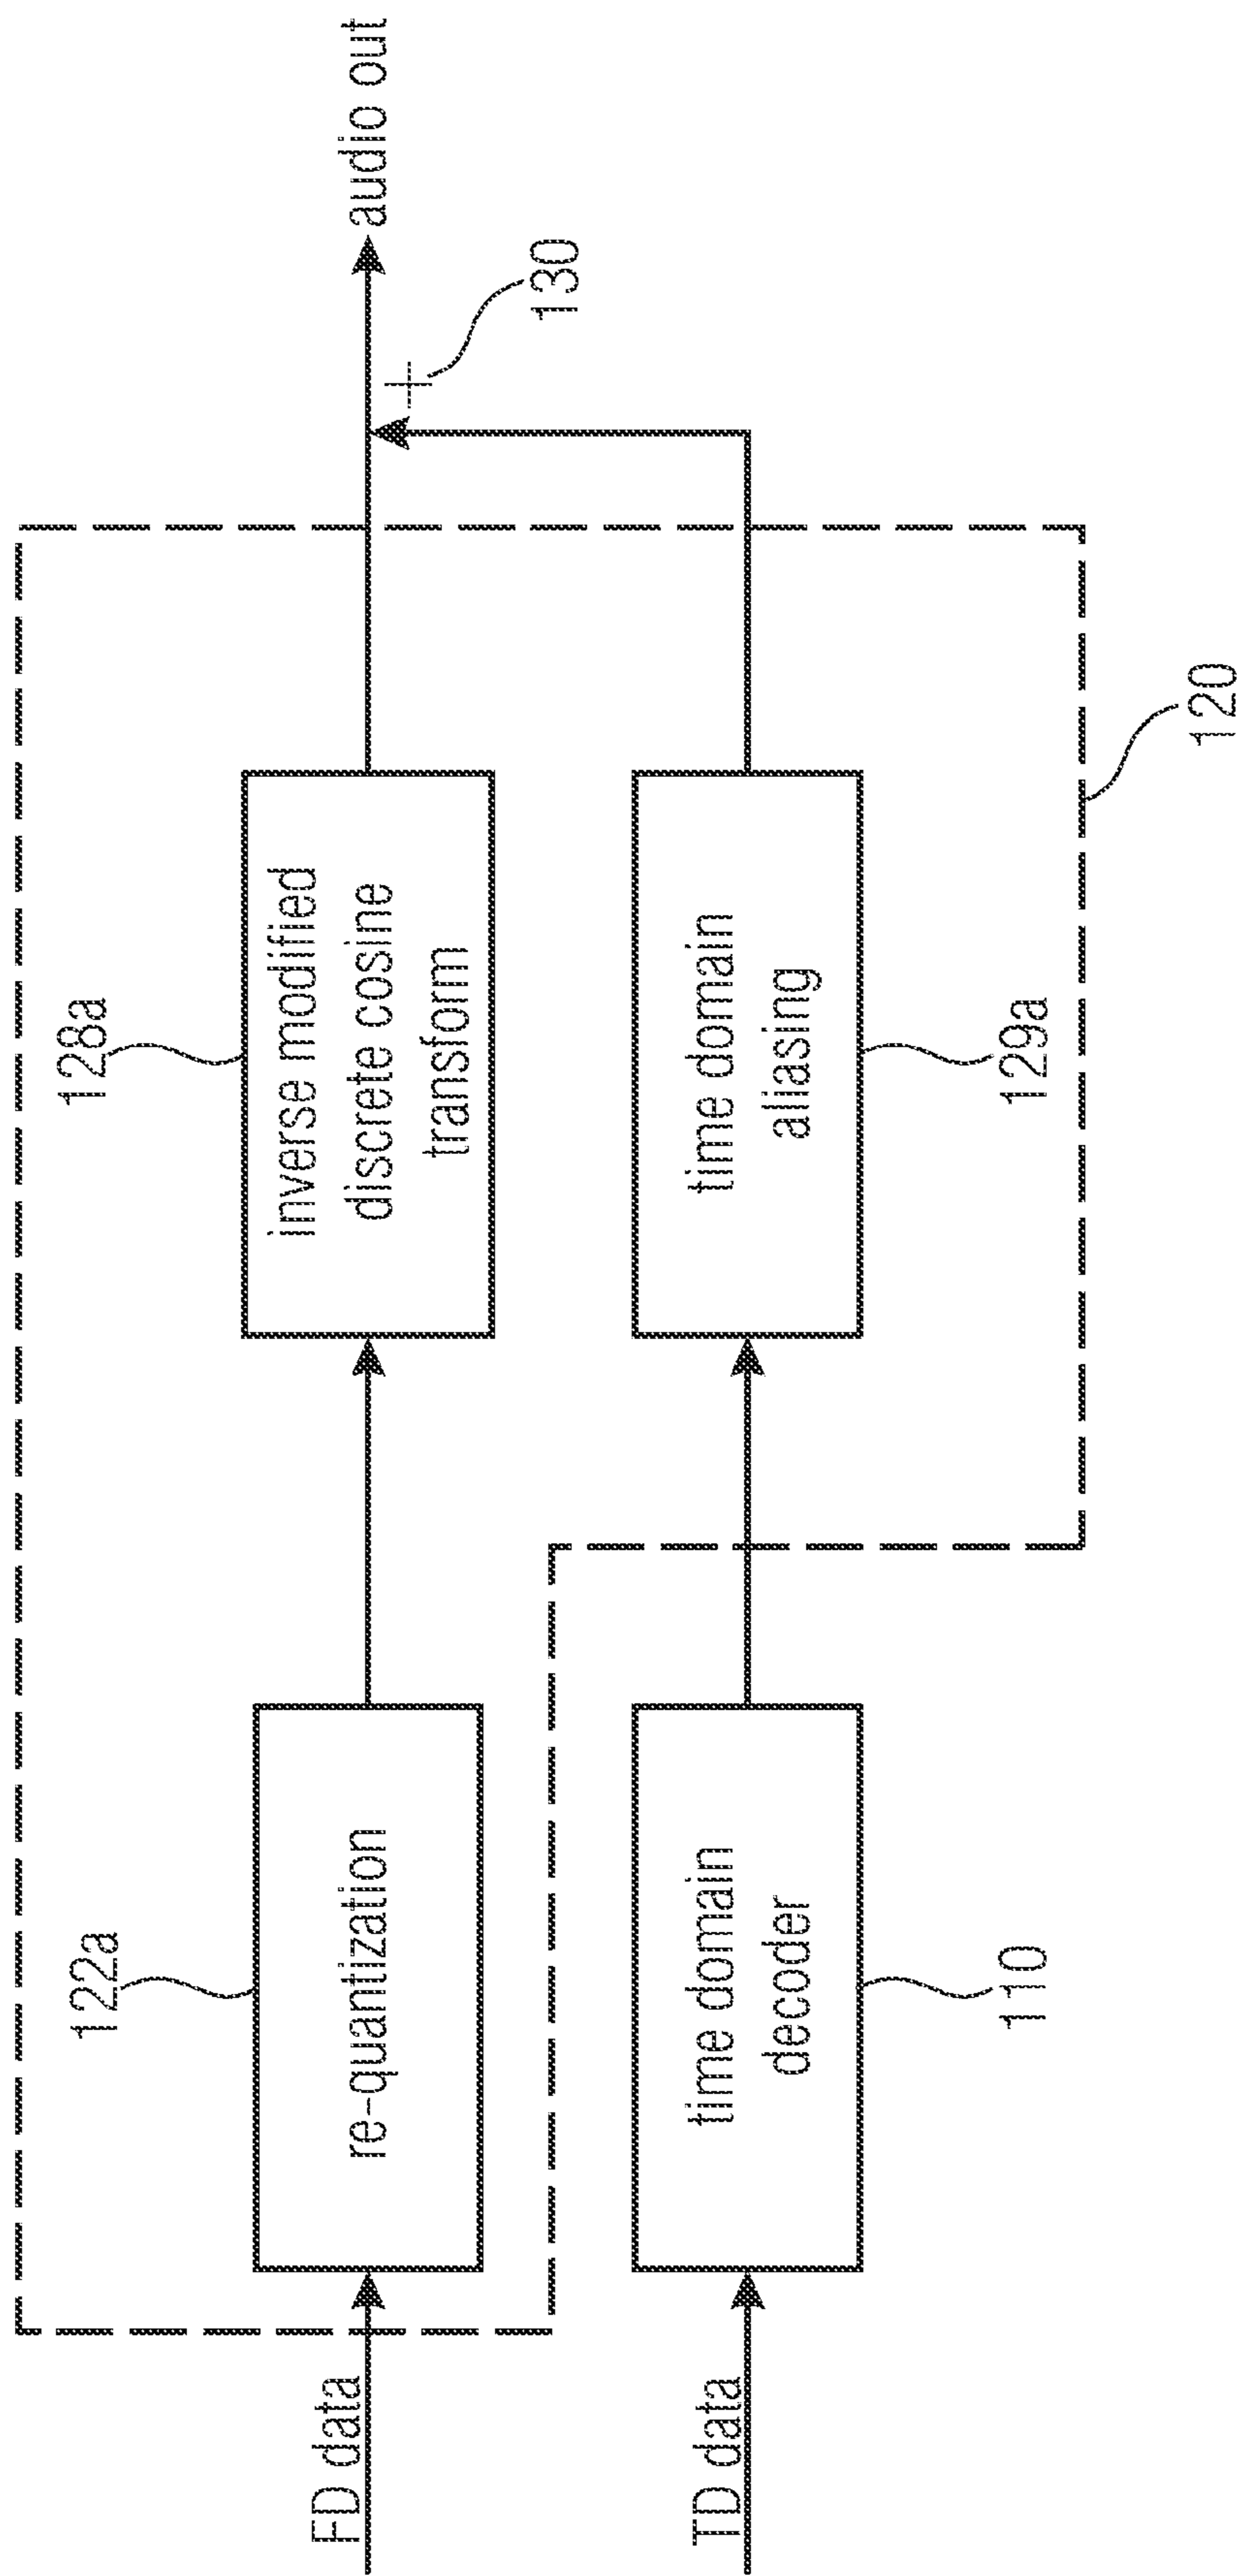 122a
128a
FD data
re-quantization
inverse modified
discrete cosine
transform
audio out
+
130
TD data
time domain
decoder
time domain
aliasing
110
129a
120